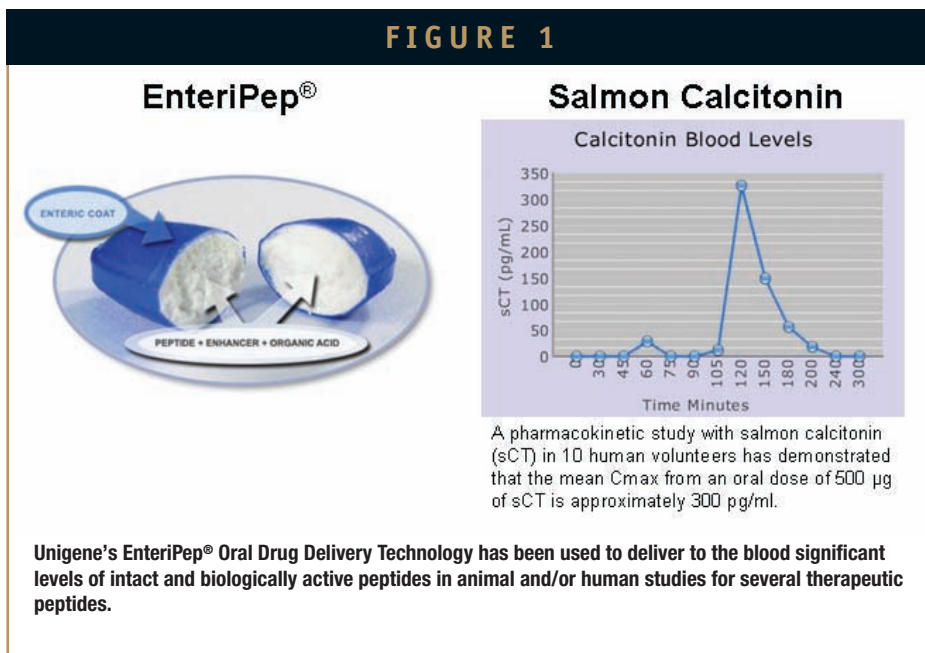 FIGURE 1
EnteriPep®
ENTERIC COAT
PEPTIDE + ENHANCER + ORGANIC ACID
Salmon Calcitonin
Calcitonin Blood Levels
sCT (pg/mL)
350
300
250
200
150
100
50
0
0 30 45 60 75 90 105 120 150 180 200 240 300
Time Minutes
A pharmacokinetic study with salmon calcitonin
(sCT) in 10 human volunteers has demonstrated
that the mean Cmax from an oral dose of 500 µg
of sCT is approximately 300 pg/ml.
Unigene's EnteriPep® Oral Drug Delivery Technology has been used to deliver to the blood significant
levels of intact and biologically active peptides in animal and/or human studies for several therapeutic
peptides.